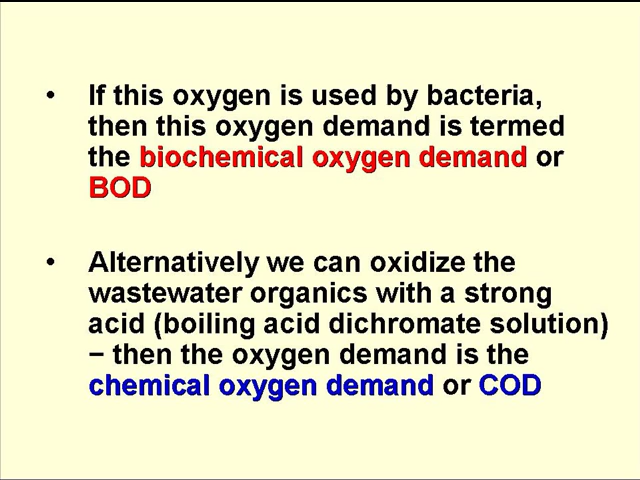 • If this oxygen is used by bacteria,
then this oxygen demand is termed
the biochemical oxygen demand or
BOD
• Alternatively we can oxidize the
wastewater organics with a strong
acid (boiling acid dichromate solution)
– then the oxygen demand is the
chemical oxygen demand or COD